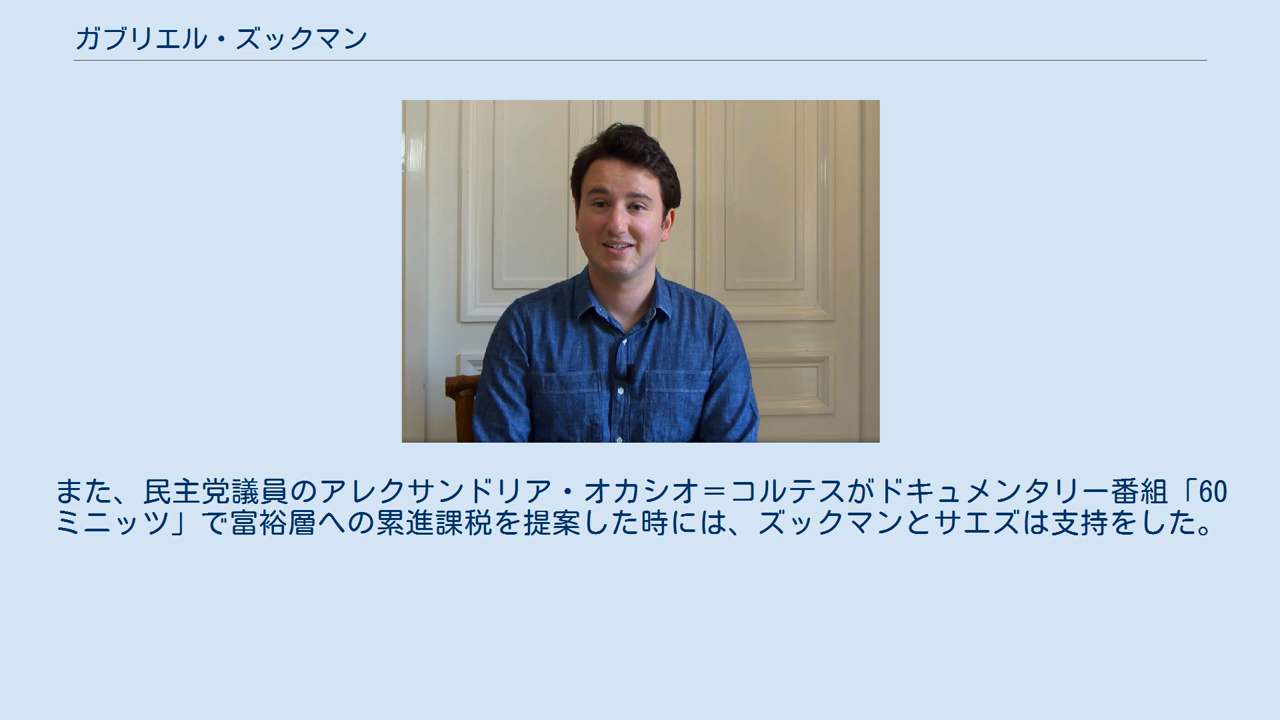 ガブリエル・ズックマン
また、民主党議員のアレクサンドリア・オカシオ＝コルテスがドキュメンタリー番組「60
ミニッツ」で富裕層への累進課税を提案した時には、ズックマンとサエズは支持をした。